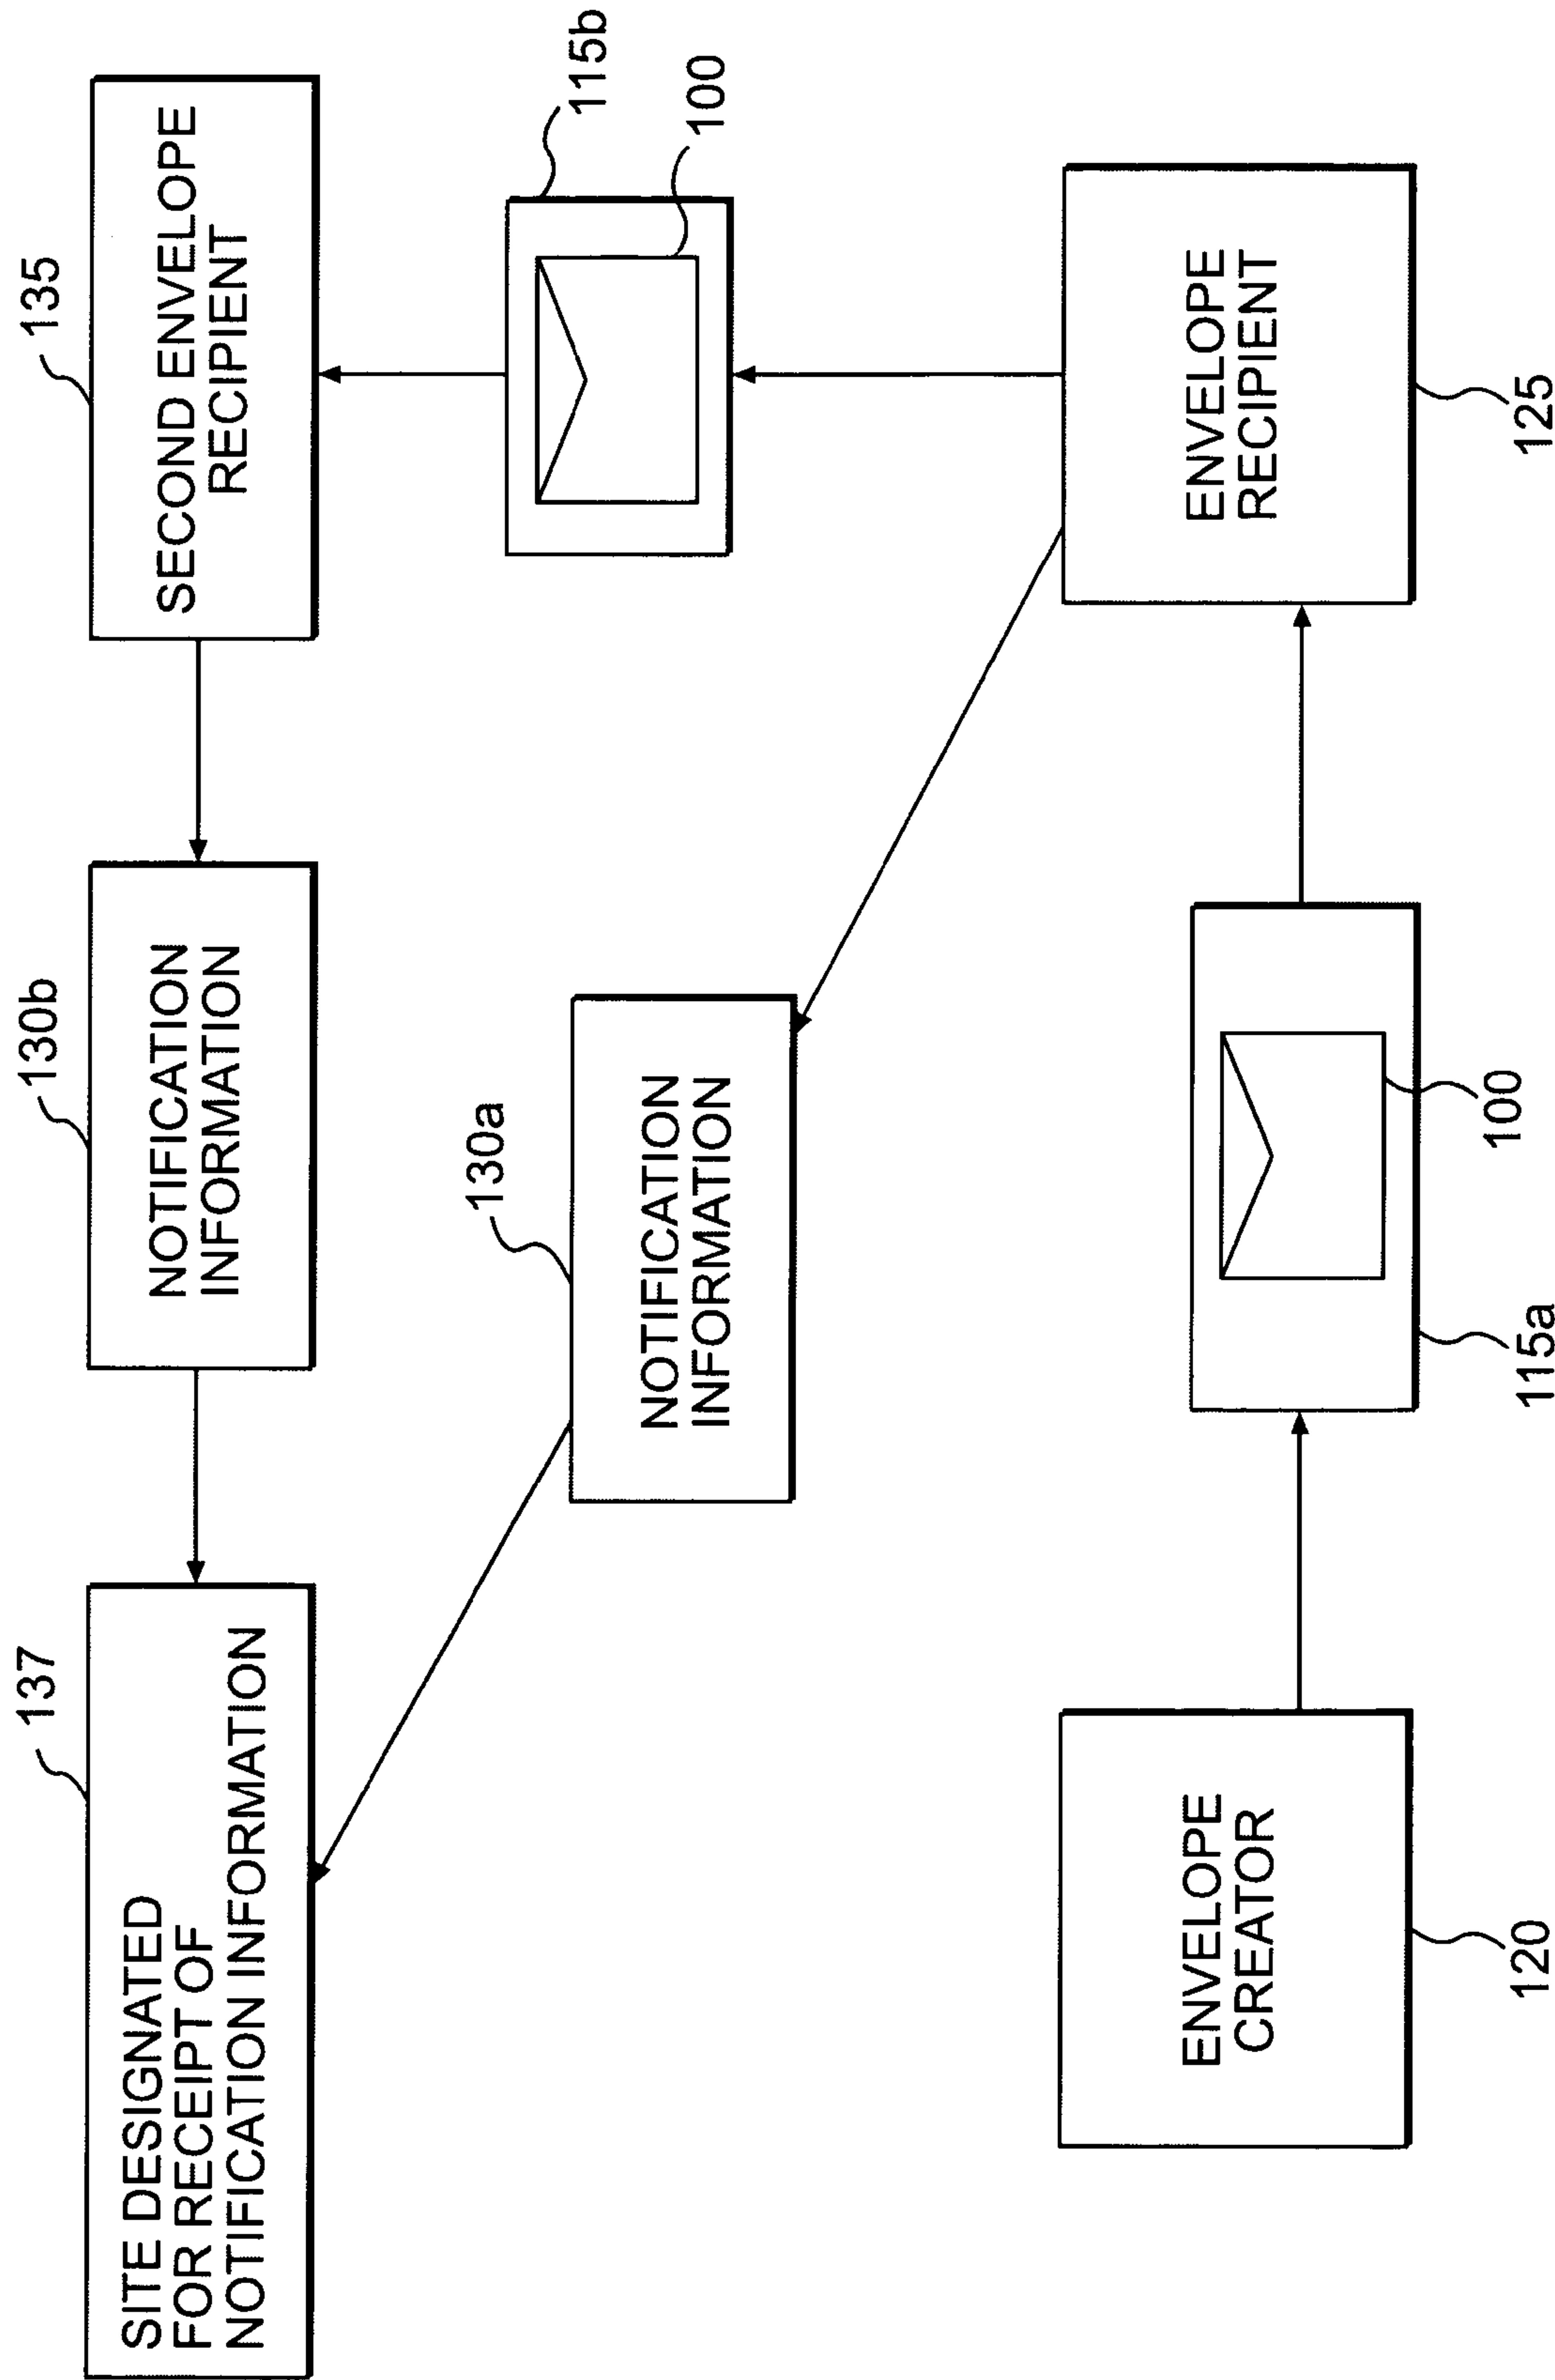 137
SITE DESIGNATED
FOR RECEIPT OF
NOTIFICATION INFORMATION
130b
NOTIFICATION
INFORMATION
135
SECOND ENVELOPE
RECIPIENT
115b
100
130a
NOTIFICATION
INFORMATION
ENVELOPE
CREATOR
120
115a
100
ENVELOPE
RECIPIENT
125